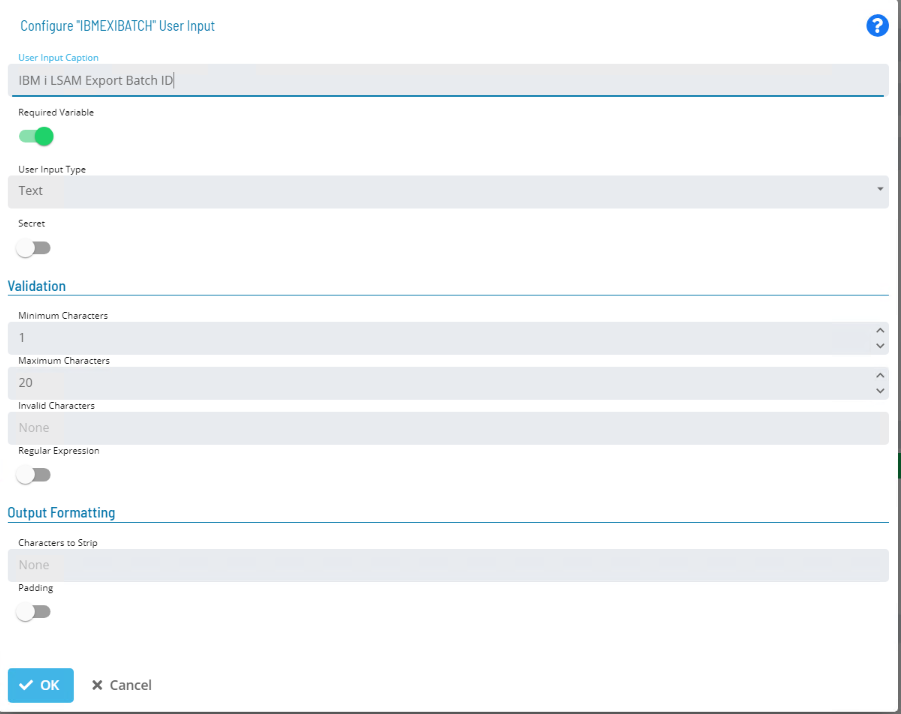 Configure "IBMEXIBATCH" User Input
?
User Input Caption
IBM i LSAM Export Batch ID
Required Variable
User Input Type
Text
Secret
Validation
Minimum Characters
1
Maximum Characters
20
Invalid Characters
None
Regular Expression
Output Formatting
Characters to Strip
None
Padding
OK
Cancel